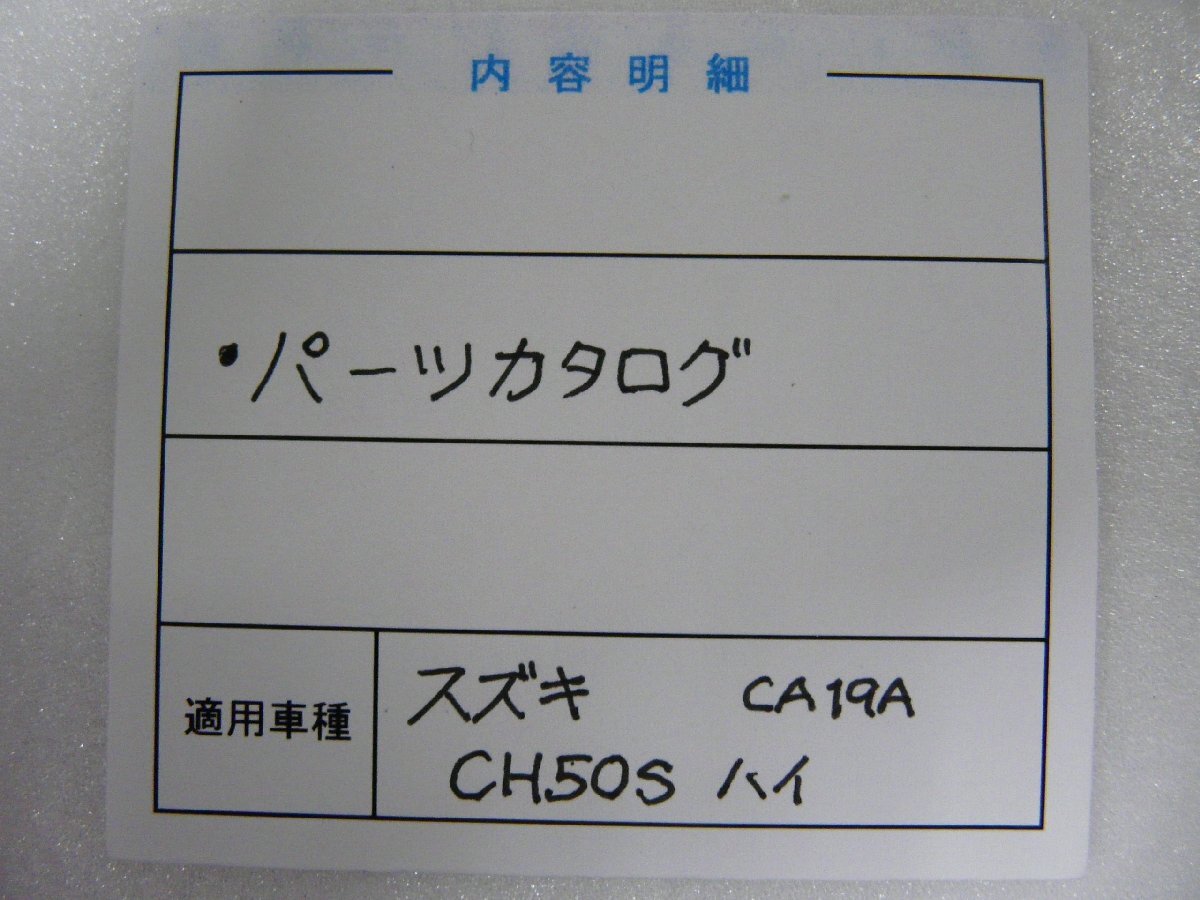 内容明細
・パーツカタログ
適用車種
スズキ CA19A
CH50S ハイ